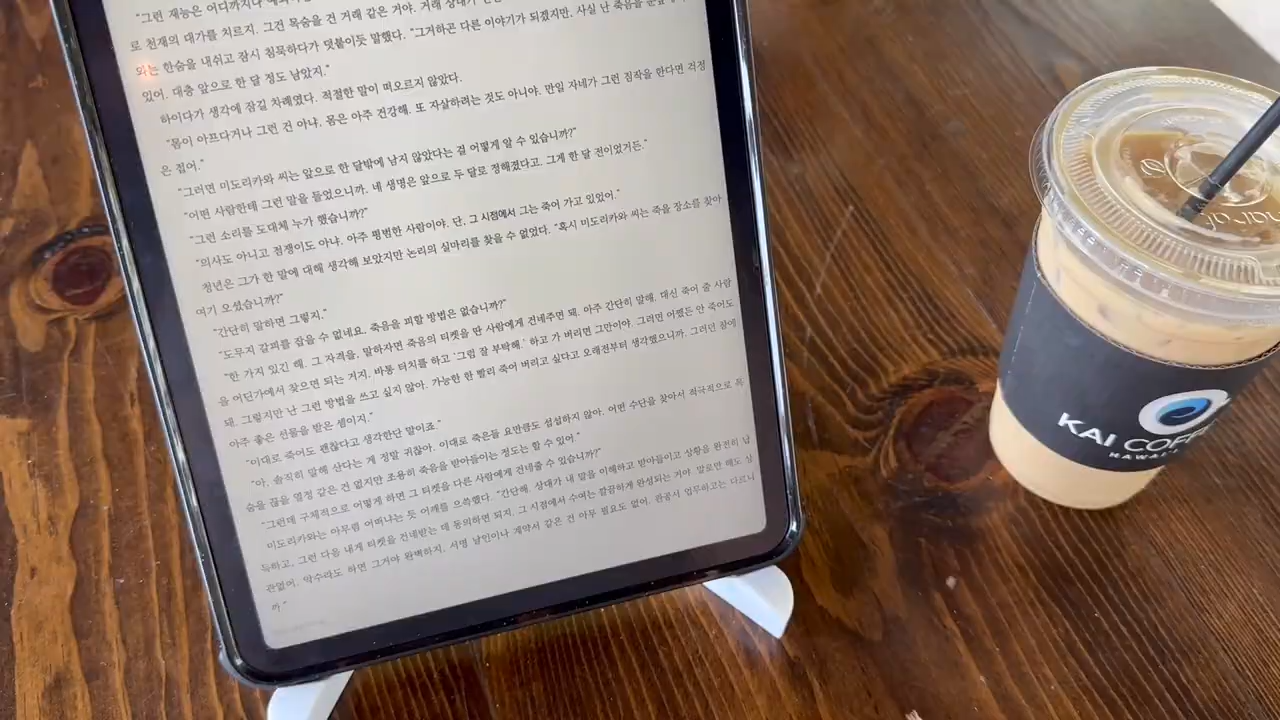 "그런 재능은 어디까지나
로 천재의 대가를 치르지. 그건 목숨을 건 거래 같은 거야. 거래 상대가
와는 한숨을 내쉬고 잠시 침묵하다가 덧붙이듯 말했다. "그거하곤 다른 이야기가 되겠지만, 사실 난 죽음을
있어. 대충 앞으로 한 달 정도 남았지."
하이다가 생각에 잠길 차례였다. 적절한 말이 떠오르지 않았다.
"몸이 아프다거나 그런 건 아냐. 몸은 아주 건강해. 또 자살하려는 것도 아니야. 만일 자네가 그런 짐작을 한다면 걱정
은 접어."
"그러면 미도리카와 씨는 앞으로 한 달밖에 남지 않았다는 걸 어떻게 알 수 있습니까?"
"어떤 사람한테 그런 말을 들었으니까. 네 생명은 앞으로 두 달로 정해졌다고. 그게 한 달 전이었거든."
"그런 소리를 도대체 누가 했습니까?"
"의사도 아니고 점쟁이도 아냐. 아주 평범한 사람이야. 단, 그 시점에서 그는 죽어 가고 있었어."
청년은 그가 한 말에 대해 생각해 보았지만 논리의 실마리를 찾을 수 없었다. "혹시 미도리카와 씨는 죽을 장소를 찾아
여기 오셨습니까?"
"간단히 말하면 그렇지."
"도무지 갈피를 잡을 수 없네요. 죽음을 피할 방법은 없습니까?"
"한 가지 있긴 해. 그 자격을, 말하자면 죽음의 티켓을 딴 사람에게 건네주면 돼. 아주 간단히 말해, 대신 죽어 줄 사람
을 어딘가에서 찾으면 되는 거지. 바통 터치를 하고 '그럼 잘 부탁해.' 하고 가 버리면 그만이야. 그러면 어쨌든 안 죽어도
돼. 그렇지만 난 그런 방법을 쓰고 싶지 않아. 가능한 한 빨리 죽어 버리고 싶다고 오래전부터 생각했으니까. 그러던 참에
아주 좋은 선물을 받은 셈이지."
"이대로 죽어도 괜찮다고 생각한단 말이죠."
"아, 솔직히 말해 산다는 게 정말 귀찮아. 이대로 죽은들 요만큼도 섭섭하지 않아. 어떤 수단을 찾아서 적극적으로 목
숨을 끊을 열정 같은 건 없지만 조용히 죽음을 받아들이는 정도는 할 수 있어."
"그런데 구체적으로 어떻게 하면 그 티켓을 다른 사람에게 건네줄 수 있습니까?"
미도리카와는 아무렴 어떠냐는 듯 어깨를 으쓱했다. "간단해. 상대가 내 말을 이해하고 받아들이고 상황을 완전히 납
득하고, 그런 다음 내게 티켓을 건네받는 데 동의하면 되지. 그 시점에서 수여는 깔끔하게 완성되는 거야. 말로만 해도 상
관없어. 악수라도 하면 그거야 완벽하지. 서명 날인이나 계약서 같은 건 아무 필요도 없어. 관공서 업무하고는 다르니
까."
KAI COFFEE
HAWAI'I